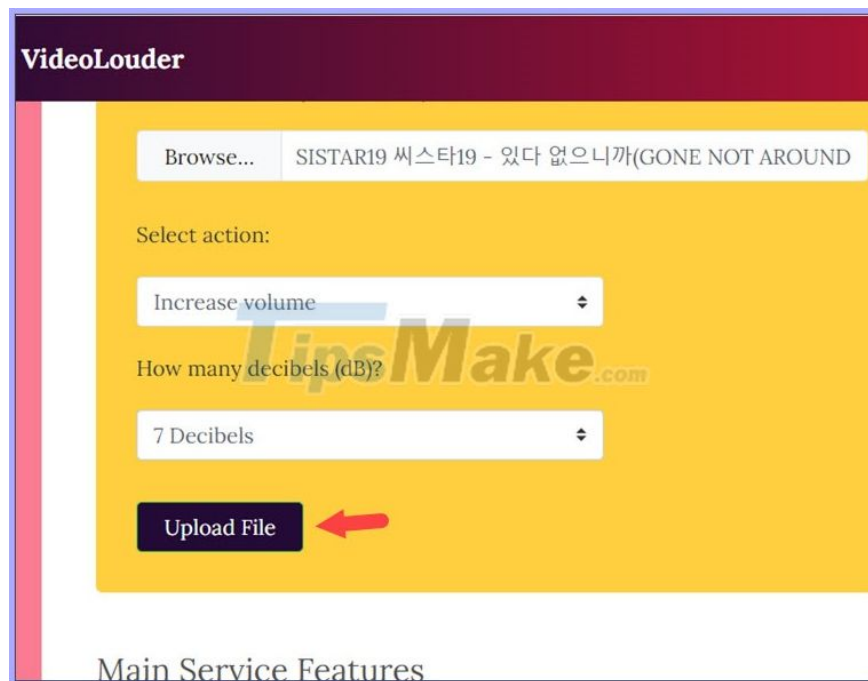 VideoLouder
Browse... SISTAR19 씨스타19 - 있다 없으니까(GONE NOT AROUND
Select action:
Increase volume
TipsMake.com
How many decibels (dB)?
7 Decibels
Upload File
Main Service Features